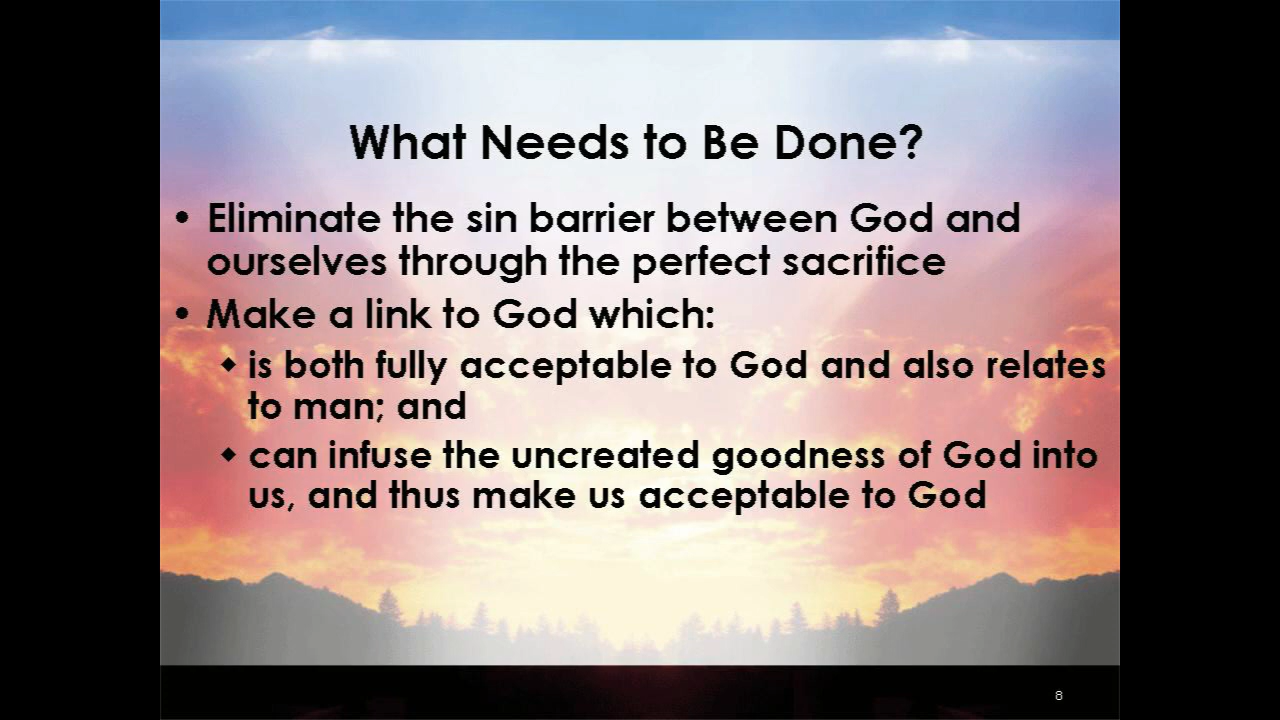 What Needs to Be Done?
• Eliminate the sin barrier between God and
ourselves through the perfect sacrifice
• Make a link to God which:
◆ is both fully acceptable to God and also relates
to man; and
◆ can infuse the uncreated goodness of God into
us, and thus make us acceptable to God
8